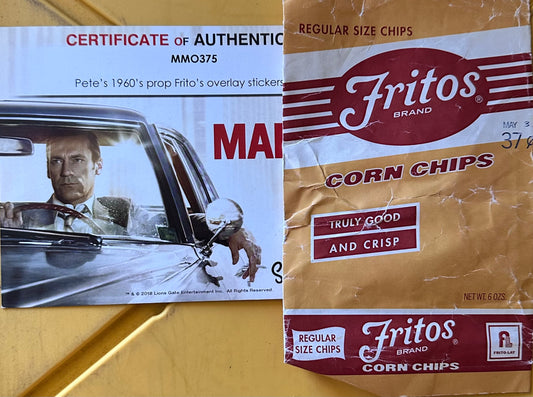 CERTIFICATE OF AUTHENTIC
MMO375
Pete's 1960's prop Frito's overlay stickers
MA
™ & © 2018 Lions Gate Entertainment Inc. All Rights Reserved.
REGULAR SIZE CHIPS
Fritos®
BRAND
MAY 3
37¢
CORN CHIPS
TRULY GOOD
AND CRISP
NET WT. 6 OZS.
REGULAR
SIZE CHIPS
Fritos
BRAND
CORN CHIPS
FRITO-LAY